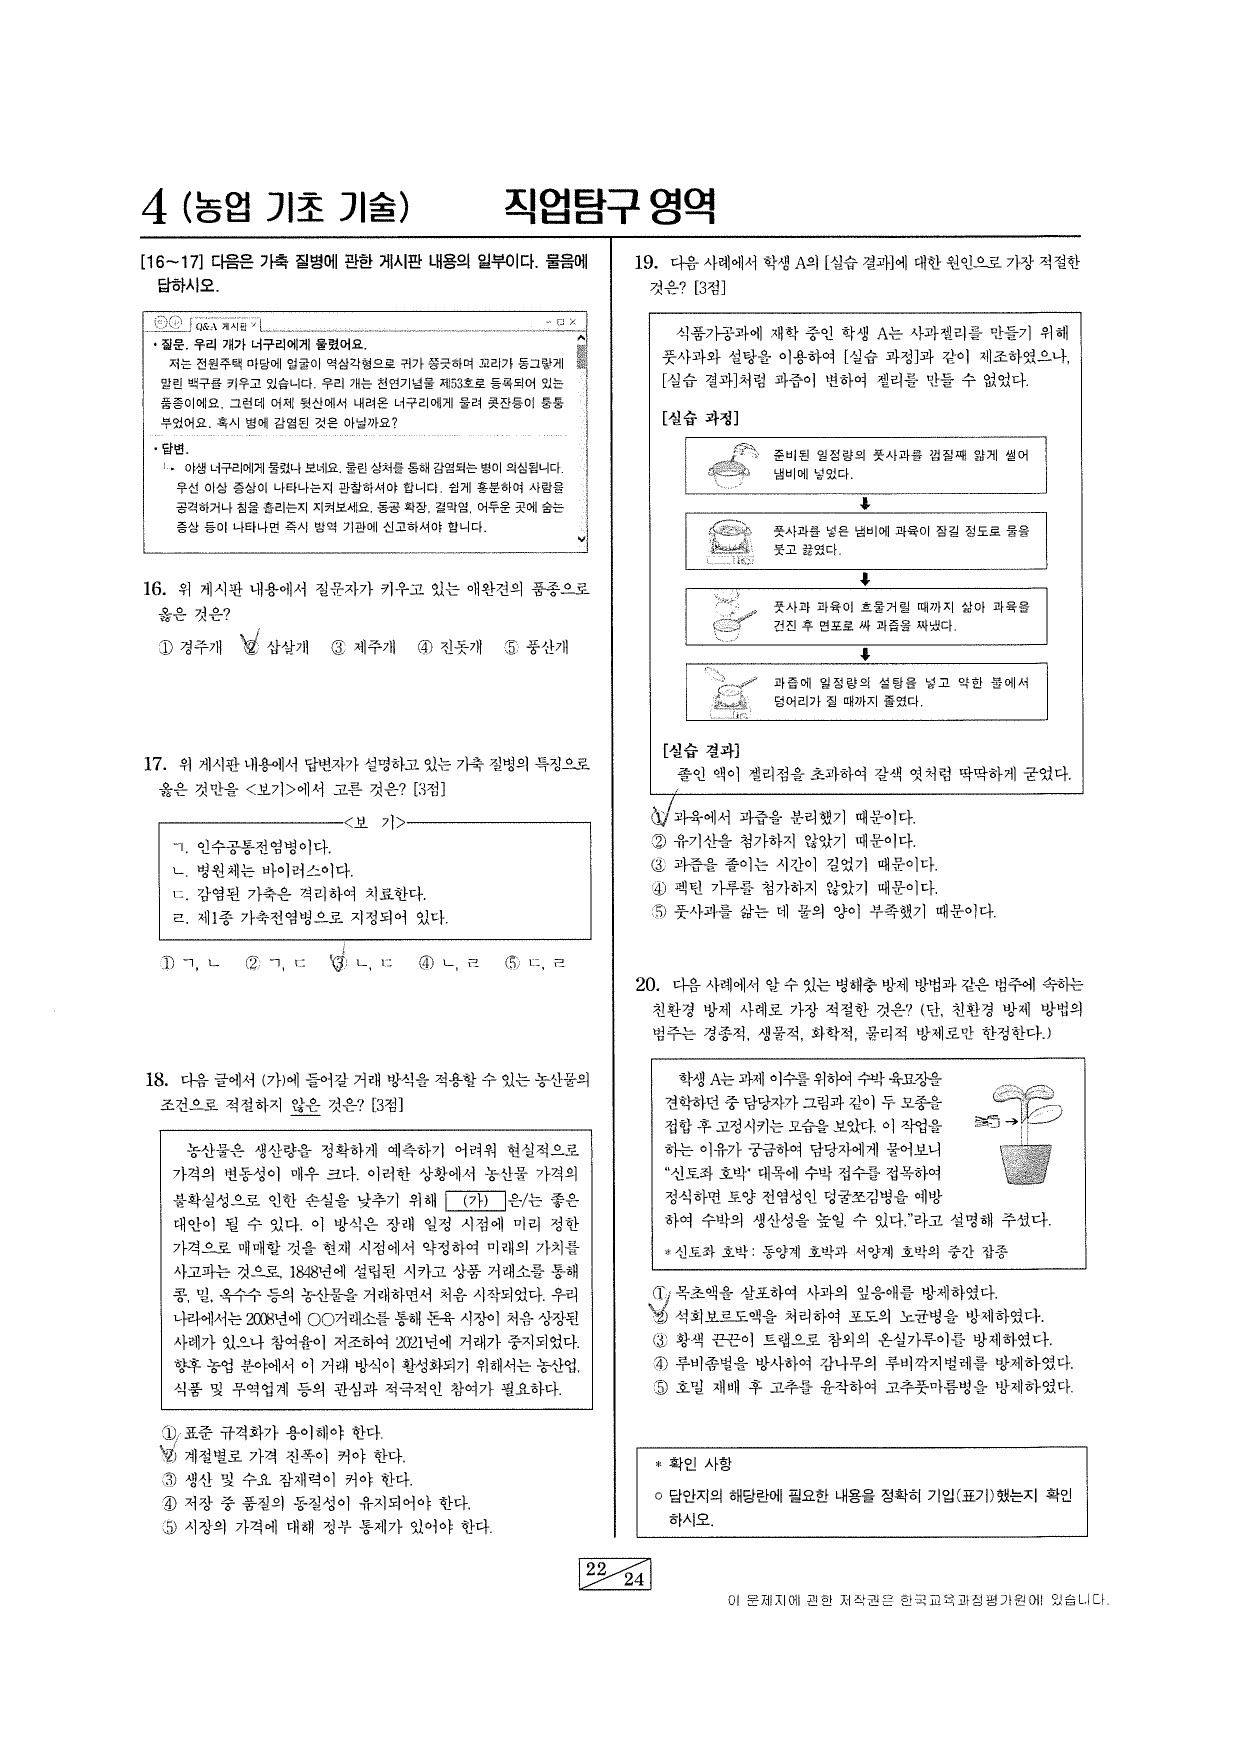 4 (농업 기초 기술) 직업탐구 영역
[16~17] 다음은 가축 질병에 관한 게시판 내용의 일부이다. 물음에
답하시오.
Q&A 게시판 ×
• 질문. 우리 개가 너구리에게 물렸어요.
저는 전원주택 마당에 얼굴이 역삼각형으로 귀가 쫑긋하며 꼬리가 동그랗게
말린 백구를 키우고 있습니다. 우리 개는 천연기념물 제53호로 등록되어 있는
품종이에요. 그런데 어제 뒷산에서 내려온 너구리에게 물려 콧잔등이 퉁퉁
부었어요. 혹시 병에 감염된 것은 아닐까요?
• 답변.
야생 너구리에게 물렸나 보네요. 물린 상처를 통해 감염되는 병이 의심됩니다.
우선 이상 증상이 나타나는지 관찰하셔야 합니다. 쉽게 흥분하여 사람을
공격하거나 침을 흘리는지 지켜보세요. 동공 확장, 결막염, 어두운 곳에 숨는
증상 등이 나타나면 즉시 방역 기관에 신고하셔야 합니다.
16. 위 게시판 내용에서 질문자가 키우고 있는 애완견의 품종으로
옳은 것은?
① 경주개 ② 삽살개 ③ 제주개 ④ 진돗개 ⑤ 풍산개
17. 위 게시판 내용에서 답변자가 설명하고 있는 가축 질병의 특징으로
옳은 것만을 <보기>에서 고른 것은? [3점]
<보 기>
ㄱ. 인수공통전염병이다.
ㄴ. 병원체는 바이러스이다.
ㄷ. 감염된 가축은 격리하여 치료한다.
ㄹ. 제1종 가축전염병으로 지정되어 있다.
① ㄱ, ㄴ ② ㄱ, ㄷ ③ ㄴ, ㄷ ④ ㄴ, ㄹ ⑤ ㄷ, ㄹ
18. 다음 글에서 (가)에 들어갈 거래 방식을 적용할 수 있는 농산물의
조건으로 적절하지 않은 것은? [3점]
농산물은 생산량을 정확하게 예측하기 어려워 현실적으로
가격의 변동성이 매우 크다. 이러한 상황에서 농산물 가격의
불확실성으로 인한 손실을 낮추기 위해 (가) 은/는 좋은
대안이 될 수 있다. 이 방식은 장래 일정 시점에 미리 정한
가격으로 매매할 것을 현재 시점에서 약정하여 미래의 가치를
사고파는 것으로, 1848년에 설립된 시카고 상품 거래소를 통해
콩, 밀, 옥수수 등의 농산물을 거래하면서 처음 시작되었다. 우리
나라에서는 2008년에 ○○거래소를 통해 돈육 시장이 처음 상장된
사례가 있으나 참여율이 저조하여 2021년에 거래가 중지되었다.
향후 농업 분야에서 이 거래 방식이 활성화되기 위해서는 농산업,
식품 및 무역업계 등의 관심과 적극적인 참여가 필요하다.
① 표준 규격화가 용이해야 한다.
② 계절별로 가격 진폭이 커야 한다.
③ 생산 및 수요 잠재력이 커야 한다.
④ 저장 중 품질의 동질성이 유지되어야 한다.
⑤ 시장의 가격에 대해 정부 통제가 있어야 한다.
19. 다음 사례에서 학생 A의 [실습 결과]에 대한 원인으로 가장 적절한
것은? [3점]
식품가공과에 재학 중인 학생 A는 사과젤리를 만들기 위해
풋사과와 설탕을 이용하여 [실습 과정]과 같이 제조하였으나,
[실습 결과]처럼 과즙이 변하여 젤리를 만들 수 없었다.
[실습 과정]
준비된 일정량의 풋사과를 껍질째 얇게 썰어
냄비에 넣었다.
풋사과를 넣은 냄비에 과육이 잠길 정도로 물을
붓고 끓였다.
풋사과 과육이 흐물거릴 때까지 삶아 과육을
건진 후 면포로 싸 과즙을 짜냈다.
과즙에 일정량의 설탕을 넣고 약한 불에서
덩어리가 질 때까지 졸였다.
[실습 결과]
졸인 액이 젤리점을 초과하여 갈색 엿처럼 딱딱하게 굳었다.
① 과육에서 과즙을 분리했기 때문이다.
② 유기산을 첨가하지 않았기 때문이다.
③ 과즙을 졸이는 시간이 길었기 때문이다.
④ 펙틴 가루를 첨가하지 않았기 때문이다.
⑤ 풋사과를 삶는 데 물의 양이 부족했기 때문이다.
20. 다음 사례에서 알 수 있는 병해충 방제 방법과 같은 범주에 속하는
친환경 방제 사례로 가장 적절한 것은? (단, 친환경 방제 방법의
범주는 경종적, 생물적, 화학적, 물리적 방제로만 한정한다.)
학생 A는 과제 이수를 위하여 수박 육묘장을
견학하던 중 담당자가 그림과 같이 두 모종을
접합 후 고정시키는 모습을 보았다. 이 작업을
하는 이유가 궁금하여 담당자에게 물어보니
“신토좌 호박* 대목에 수박 접수를 접목하여
정식하면 토양 전염성인 덩굴쪼김병을 예방
하여 수박의 생산성을 높일 수 있다.”라고 설명해 주셨다.
* 신토좌 호박 : 동양계 호박과 서양계 호박의 중간 잡종
① 목초액을 살포하여 사과의 잎응애를 방제하였다.
② 석회보르도액을 처리하여 포도의 노균병을 방제하였다.
③ 황색 끈끈이 트랩으로 참외의 온실가루이를 방제하였다.
④ 루비좀벌을 방사하여 감나무의 루비깍지벌레를 방제하였다.
⑤ 호밀 재배 후 고추를 윤작하여 고추풋마름병을 방제하였다.
* 확인 사항
○ 답안지의 해당란에 필요한 내용을 정확히 기입(표기)했는지 확인
하시오.
22 24
이 문제지에 관한 저작권은 한국교육과정평가원에 있습니다.